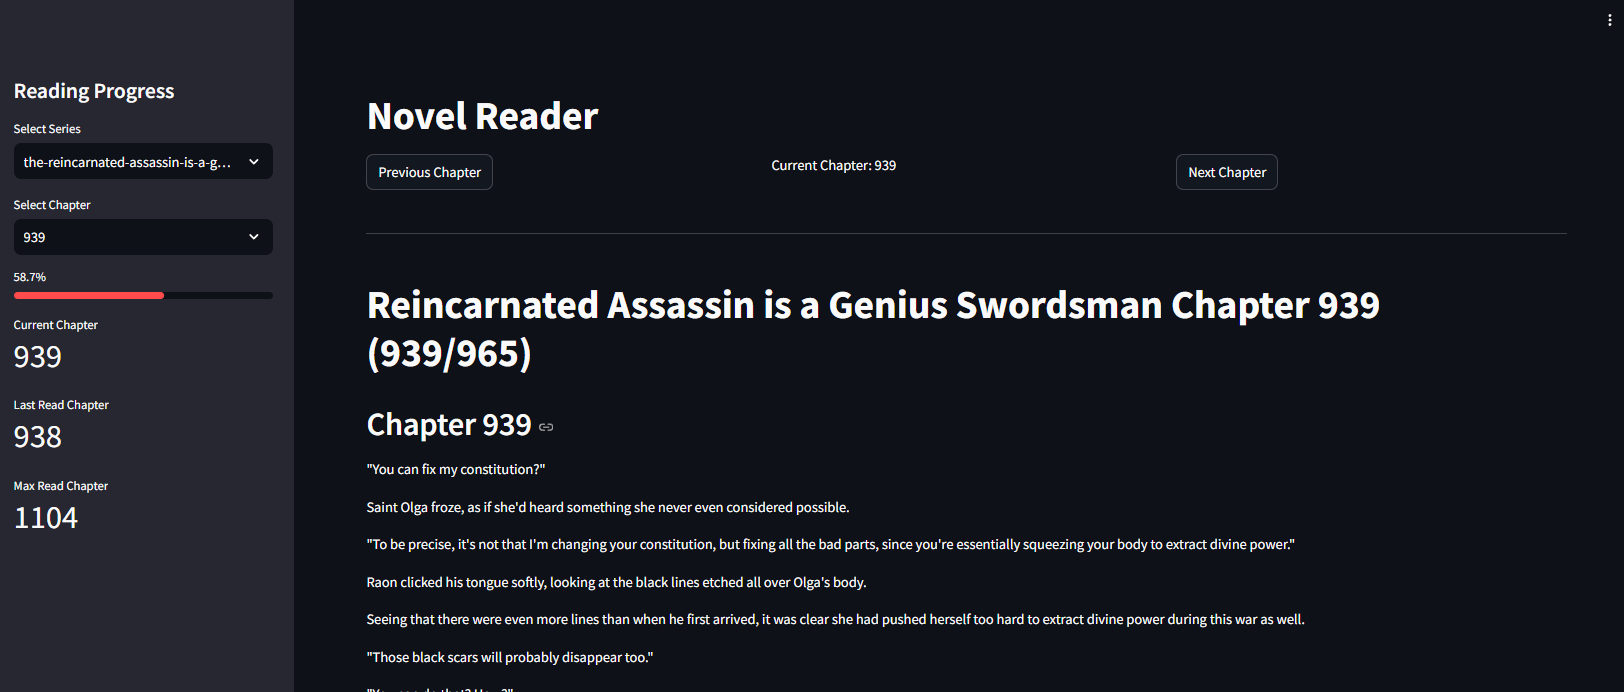 Reading Progress
Select Series
the-reincarnated-assassin-is-a-g...
Select Chapter
939
58.7%
Current Chapter
939
Last Read Chapter
938
Max Read Chapter
1104
Novel Reader
Previous Chapter
Current Chapter: 939
Next Chapter
Reincarnated Assassin is a Genius Swordsman Chapter 939
(939/965)
Chapter 939
"You can fix my constitution?"
Saint Olga froze, as if she'd heard something she never even considered possible.
"To be precise, it's not that I'm changing your constitution, but fixing all the bad parts, since you're essentially squeezing your body to extract divine power."
Raon clicked his tongue softly, looking at the black lines etched all over Olga's body.
Seeing that there were even more lines than when he first arrived, it was clear she had pushed herself too hard to extract divine power during this war as well.
"Those black scars will probably disappear too."